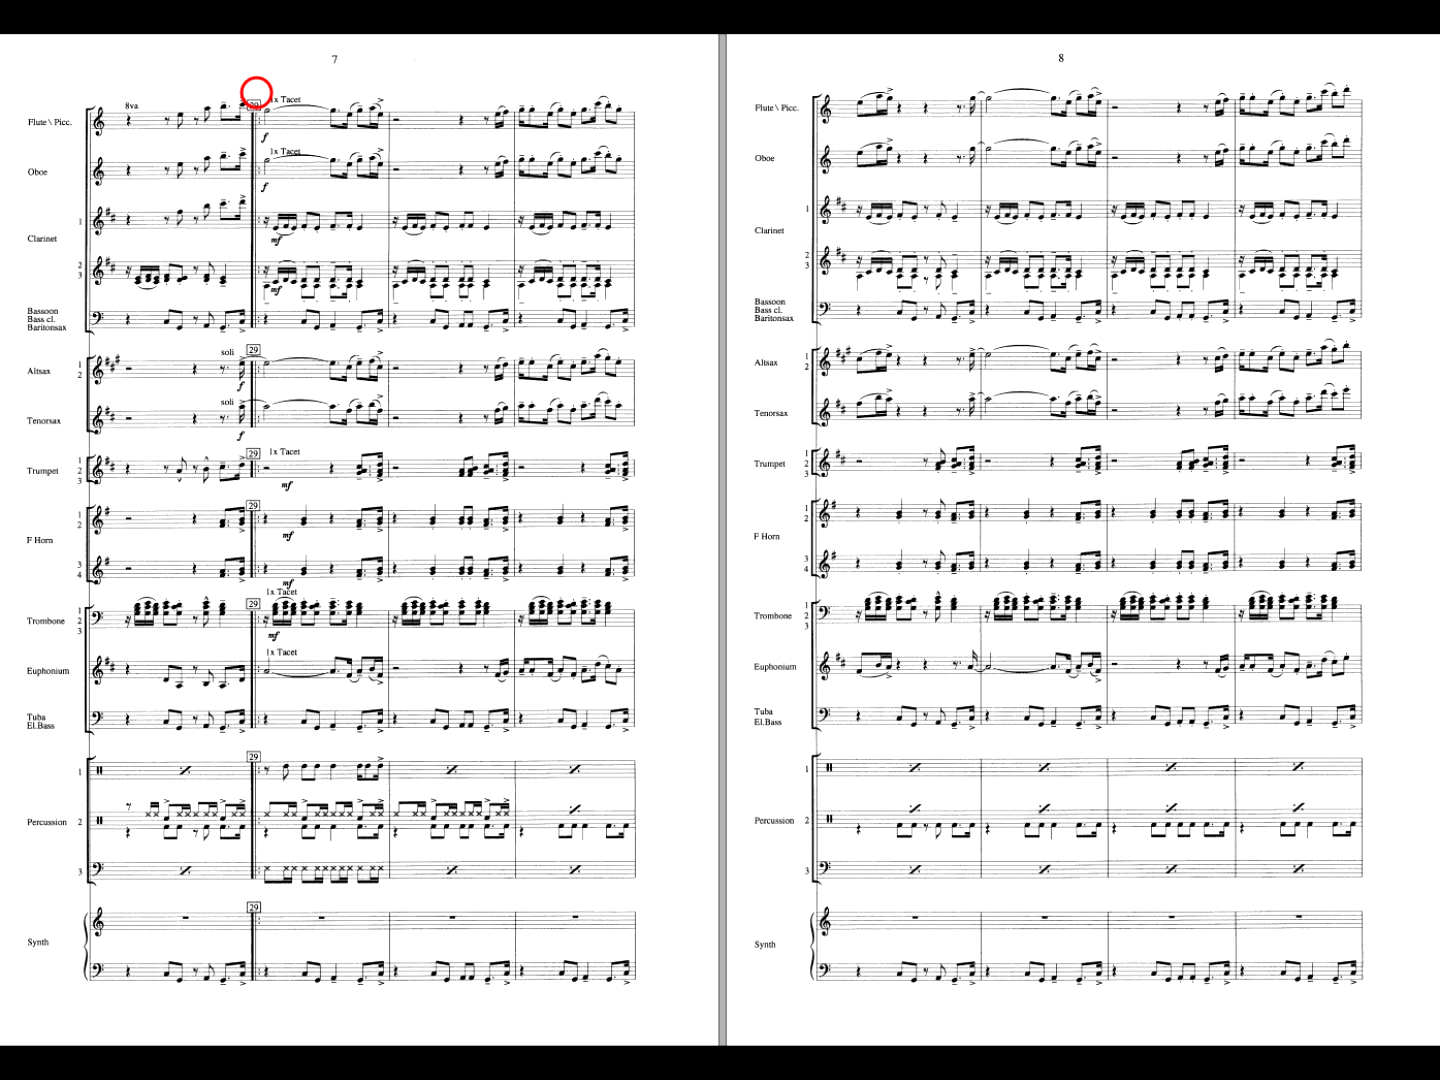 7
8va
29
1x Tacet
Flute \ Picc.
f
1x Tacet
Oboe
f
1
Clarinet
mf
2
3
mf
Bassoon
Bass cl.
Baritonsax
29
soli
Altsax
1
2
f
soli
Tenorsax
f
29
1x Tacet
Trumpet
1
2
3
mf
29
1
2
mf
F Horn
3
4
mf
29
1x Tacet
Trombone
1
2
3
mf
1x Tacet
Euphonium
Tuba
El.Bass
29
1
Percussion
2
3
29
Synth
8
Flute \ Picc.
Oboe
1
Clarinet
2
3
Bassoon
Bass cl.
Baritonsax
Altsax
1
2
Tenorsax
Trumpet
1
2
3
1
2
F Horn
3
4
Trombone
1
2
3
Euphonium
Tuba
El.Bass
1
Percussion
2
3
Synth